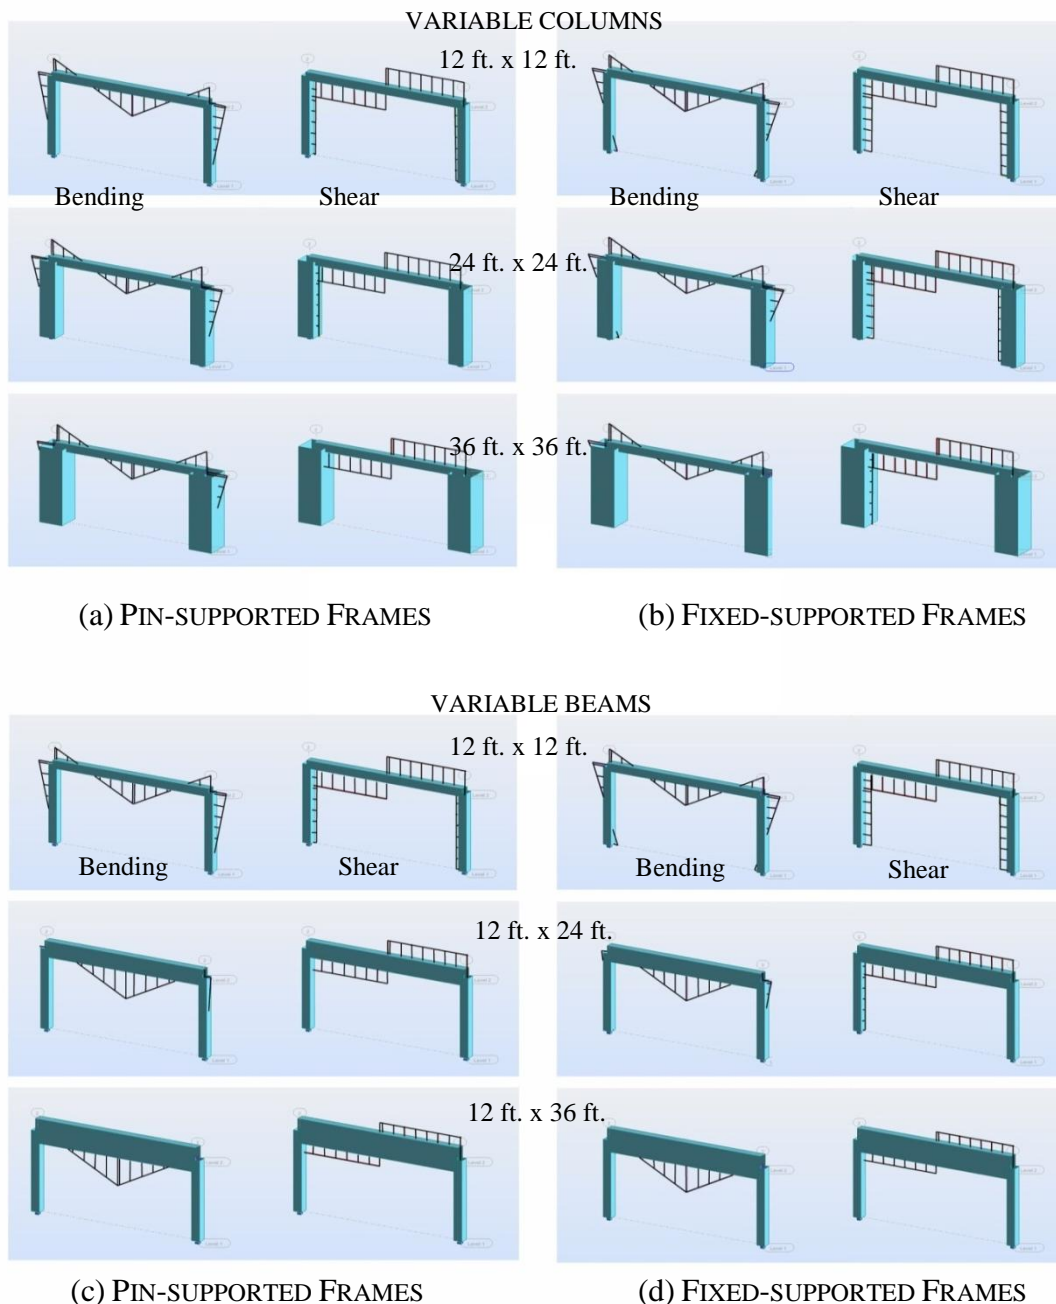 VARIABLE COLUMNS
12 ft. x 12 ft.
Bending
Shear
Bending
Shear
24 ft. x 24 ft.
36 ft. x 36 ft.
(a) PIN-SUPPORTED FRAMES
(b) FIXED-SUPPORTED FRAMES
VARIABLE BEAMS
12 ft. x 12 ft.
Bending
Shear
Bending
Shear
12 ft. x 24 ft.
12 ft. x 36 ft.
(c) PIN-SUPPORTED FRAMES
(d) FIXED-SUPPORTED FRAMES